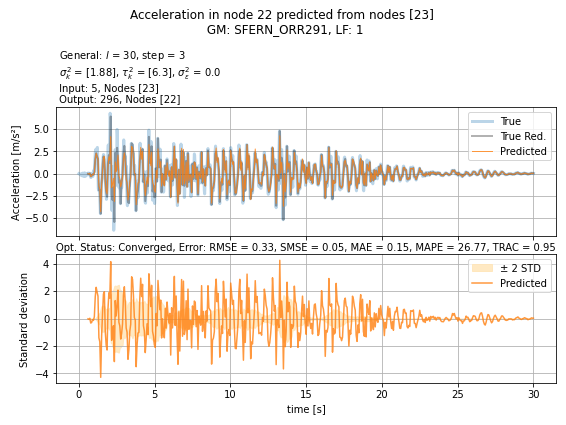 Acceleration in node 22 predicted from nodes [23]
GM: SFERN_ORR291, LF: 1
General: l = 30, step = 3
σ²ₖ = [1.88], τ²ₖ = [6.3], σ²ε = 0.0
Input: 5, Nodes [23]
Output: 296, Nodes [22]
Acceleration [m/s²]
5.0
2.5
0.0
−2.5
−5.0
True
True Red.
Predicted
Opt. Status: Converged, Error: RMSE = 0.33, SMSE = 0.05, MAE = 0.15, MAPE = 26.77, TRAC = 0.95
Standard deviation
4
2
0
−2
−4
± 2 STD
Predicted
0 5 10 15 20 25 30
time [s]